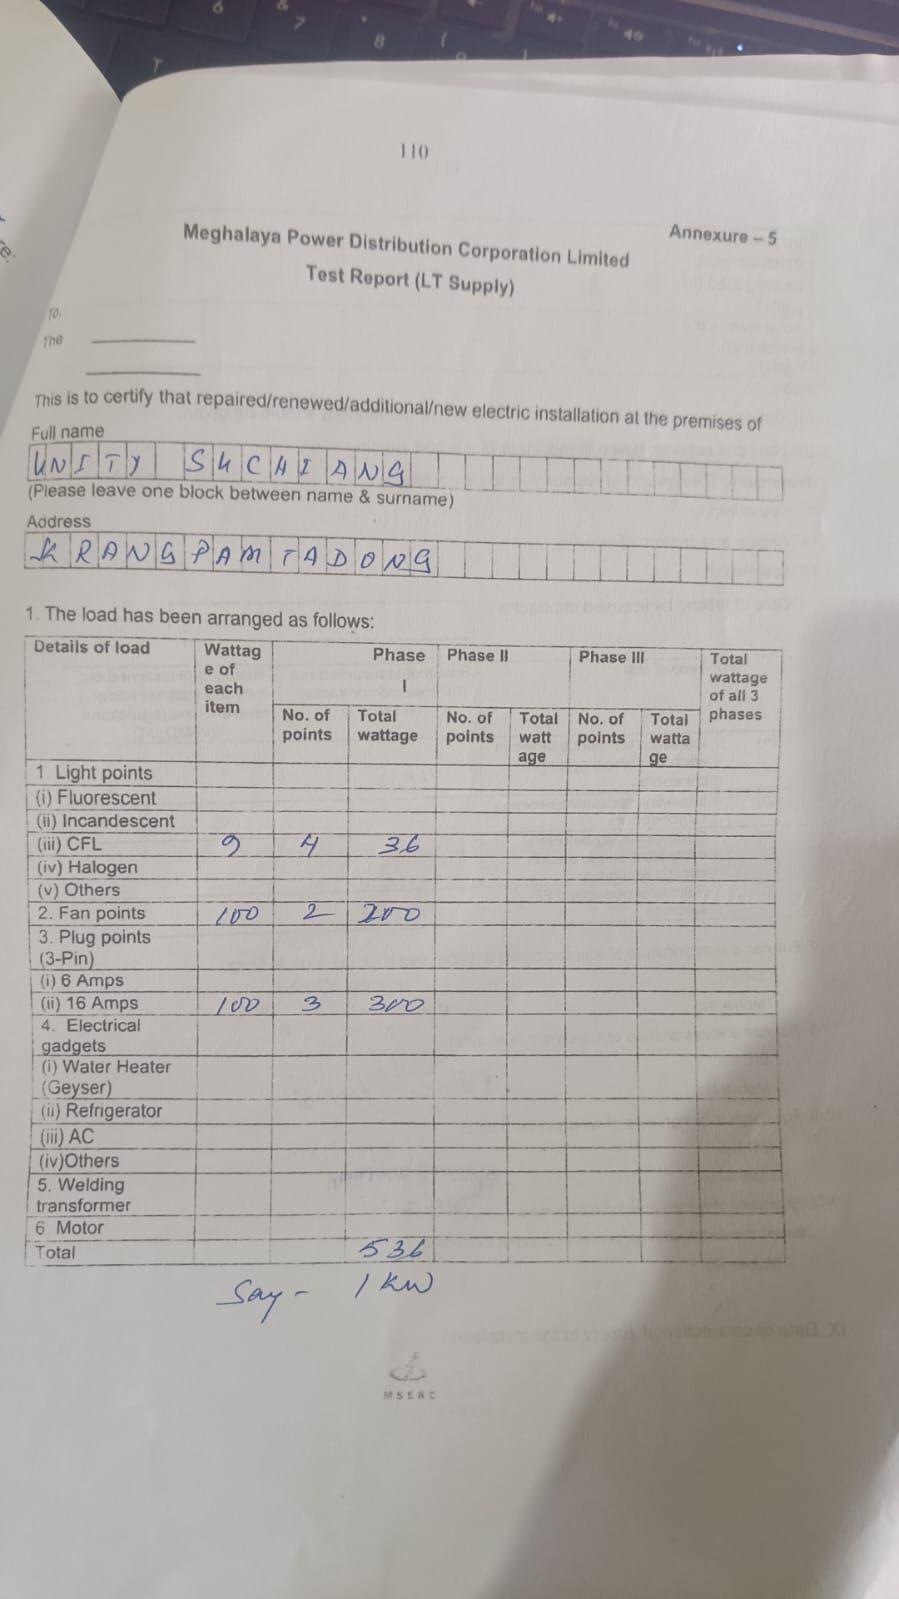 110
Annexure – 5
Meghalaya Power Distribution Corporation Limited
Test Report (LT Supply)
To,
The
This is to certify that repaired/renewed/additional/new electric installation at the premises of
Full name
UNITY SUCHIANG
(Please leave one block between name & surname)
Address
KRANGPAMTADONG
1. The load has been arranged as follows:
Details of load Wattag e of each item Phase I Phase II Phase III Total wattage of all 3 phases
No. of points Total wattage No. of points Total watt age No. of points Total watta ge
1 Light points
(i) Fluorescent
(ii) Incandescent
(iii) CFL 9 4 36
(iv) Halogen
(v) Others
2. Fan points 100 2 200
3. Plug points
(3-Pin)
(i) 6 Amps
(ii) 16 Amps 100 3 300
4. Electrical
gadgets
(i) Water Heater
(Geyser)
(ii) Refrigerator
(iii) AC
(iv)Others
5. Welding
transformer
6 Motor
Total 536
Say - 1 KW
MSERC